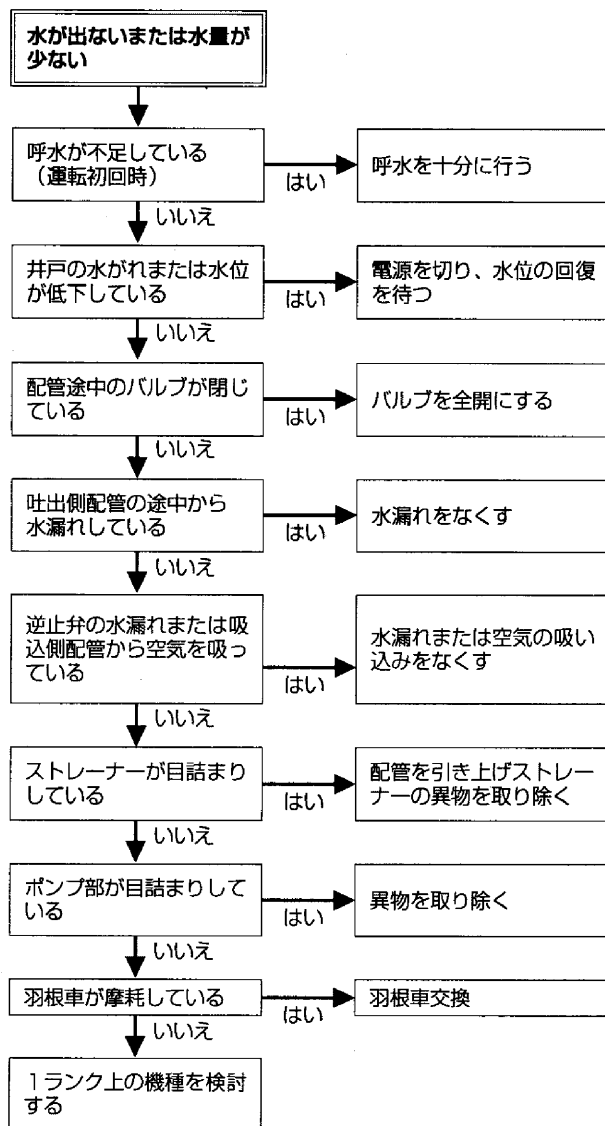 水が出ないまたは水量が
少ない
呼水が不足している
（運転初回時）
はい
呼水を十分に行う
いいえ
井戸の水がれまたは水位
が低下している
はい
電源を切り、水位の回復
を待つ
いいえ
配管途中のバルブが閉じ
ている
はい
バルブを全開にする
いいえ
吐出側配管の途中から
水漏れしている
はい
水漏れをなくす
いいえ
逆止弁の水漏れまたは吸
込側配管から空気を吸っ
ている
はい
水漏れまたは空気の吸い
込みをなくす
いいえ
ストレーナーが目詰まり
している
はい
配管を引き上げストレー
ナーの異物を取り除く
いいえ
ポンプ部が目詰まりして
いる
はい
異物を取り除く
いいえ
羽根車が摩耗している
はい
羽根車交換
いいえ
１ランク上の機種を検討
する